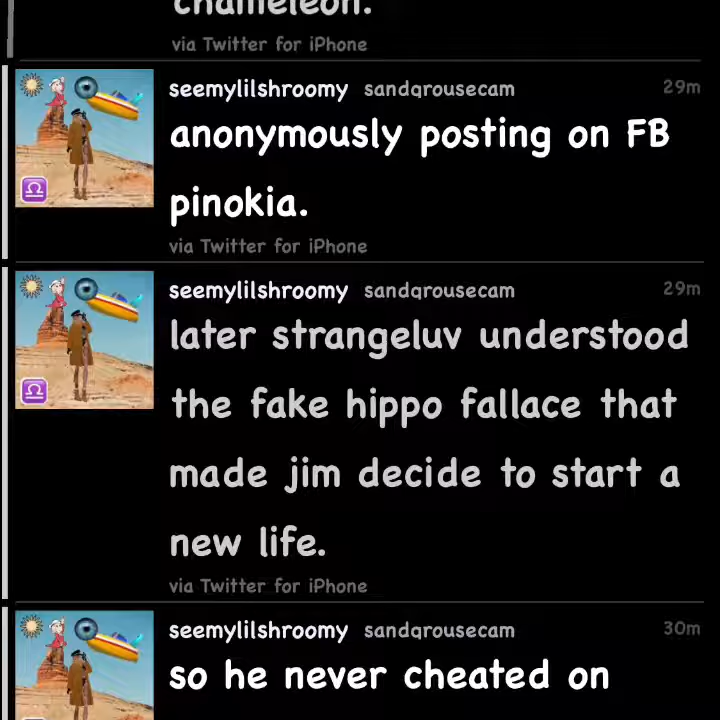 chameleon.
via Twitter for iPhone
seemylilshroomy sandgrousecam 29m
anonymously posting on FB
pinokia.
via Twitter for iPhone
seemylilshroomy sandgrousecam 29m
later strangeluv understood
the fake hippo fallace that
made jim decide to start a
new life.
via Twitter for iPhone
seemylilshroomy sandgrousecam 30m
so he never cheated on